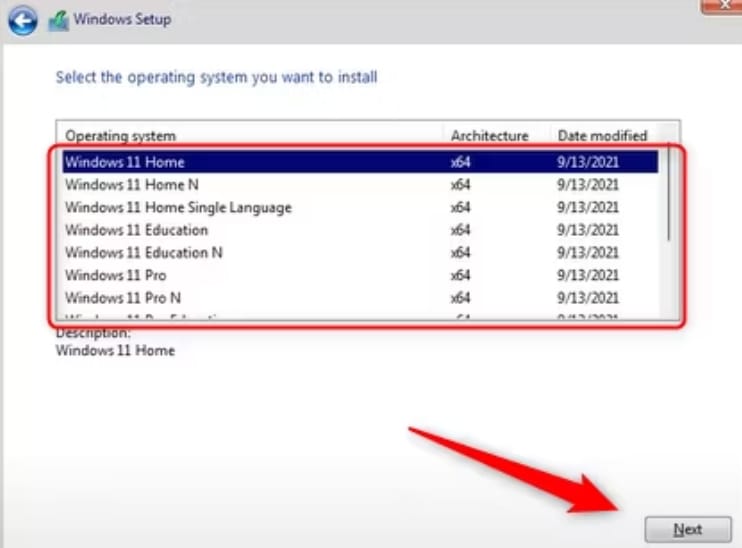 Windows Setup
Select the operating system you want to install
Operating system Architecture Date modified
Windows 11 Home x64 9/13/2021
Windows 11 Home N x64 9/13/2021
Windows 11 Home Single Language x64 9/13/2021
Windows 11 Education x64 9/13/2021
Windows 11 Education N x64 9/13/2021
Windows 11 Pro x64 9/13/2021
Windows 11 Pro N x64 9/13/2021
Description:
Windows 11 Home
Next